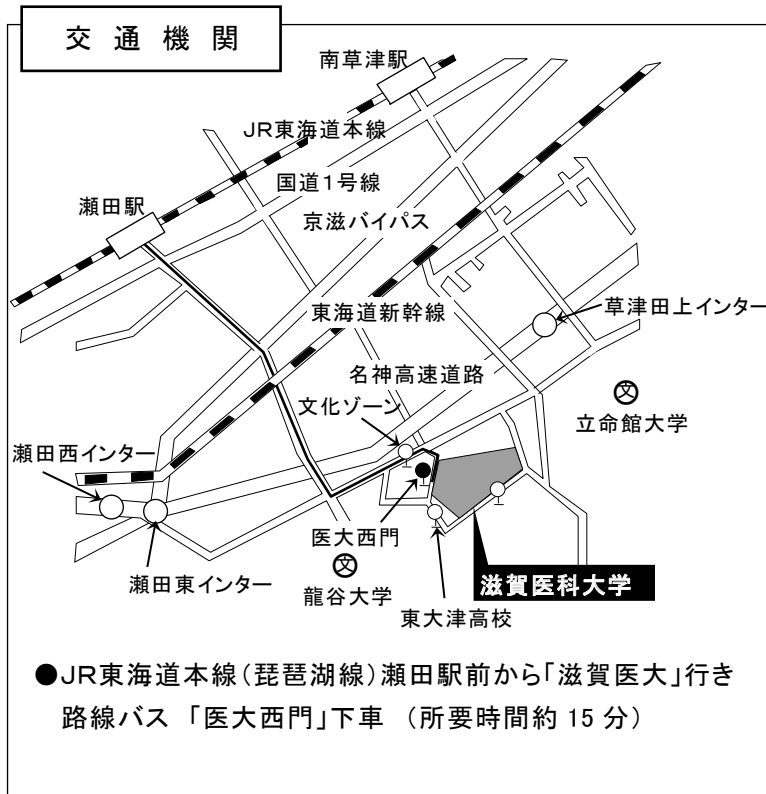 交通機関
南草津駅
JR東海道本線
国道1号線
瀬田駅
京滋バイパス
東海道新幹線
草津田上インター
名神高速道路
文化ゾーン
文
立命館大学
瀬田西インター
医大西門
文
瀬田東インター
龍谷大学
滋賀医科大学
東大津高校
●JR東海道本線(琵琶湖線)瀬田駅前から「滋賀医大」行き
路線バス 「医大西門」下車 (所要時間約 15 分)